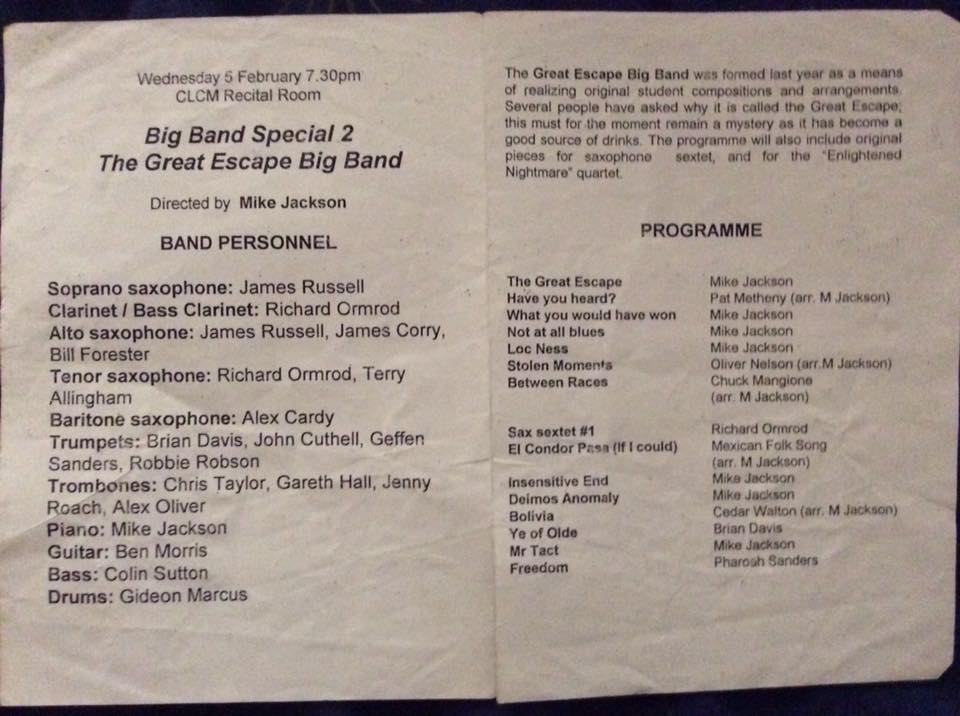 Wednesday 5 February 7.30pm
CLCM Recital Room
Big Band Special 2
The Great Escape Big Band
Directed by Mike Jackson
BAND PERSONNEL
Soprano saxophone: James Russell
Clarinet / Bass Clarinet: Richard Ormrod
Alto saxophone: James Russell, James Corry,
Bill Forester
Tenor saxophone: Richard Ormrod, Terry
Allingham
Baritone saxophone: Alex Cardy
Trumpets: Brian Davis, John Cuthell, Geffen
Sanders, Robbie Robson
Trombones: Chris Taylor, Gareth Hall, Jenny
Roach, Alex Oliver
Piano: Mike Jackson
Guitar: Ben Morris
Bass: Colin Sutton
Drums: Gideon Marcus
The Great Escape Big Band was formed last year as a means
of realizing original student compositions and arrangements.
Several people have asked why it is called the Great Escape;
this must for the moment remain a mystery as it has become a
good source of drinks. The programme will also include original
pieces for saxophone sextet, and for the "Enlightened
Nightmare" quartet.
PROGRAMME
The Great Escape Mike Jackson
Have you heard? Pat Metheny (arr. M Jackson)
What you would have won Mike Jackson
Not at all blues Mike Jackson
Loc Ness Mike Jackson
Stolen Moments Oliver Nelson (arr.M Jackson)
Between Races Chuck Mangione
(arr. M Jackson)
Sax sextet #1 Richard Ormrod
El Condor Pasa (If I could) Mexican Folk Song
(arr. M Jackson)
Insensitive End Mike Jackson
Deimos Anomaly Mike Jackson
Bolivia Cedar Walton (arr. M Jackson)
Ye of Olde Brian Davis
Mr Tact Mike Jackson
Freedom Pharoah Sanders